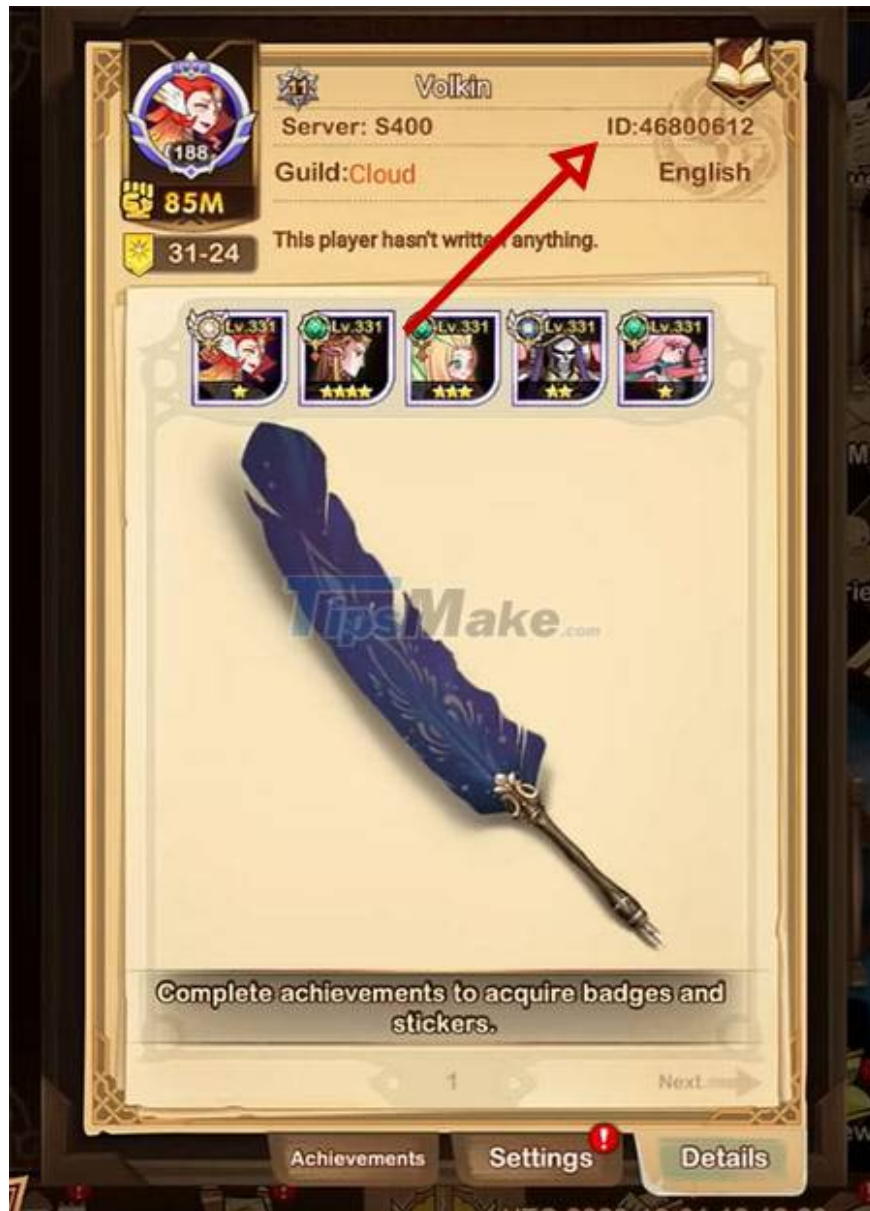 11
Volkin
Server: S400
ID:46800612
188
Guild:Cloud
English
85M
31-24
This player hasn't written anything.
Lv.331
Lv.331
Lv.331
Lv.331
Lv.331
TipsMake.com
Complete achievements to acquire badges and
stickers.
1
Next
Achievements
Settings
!
Details